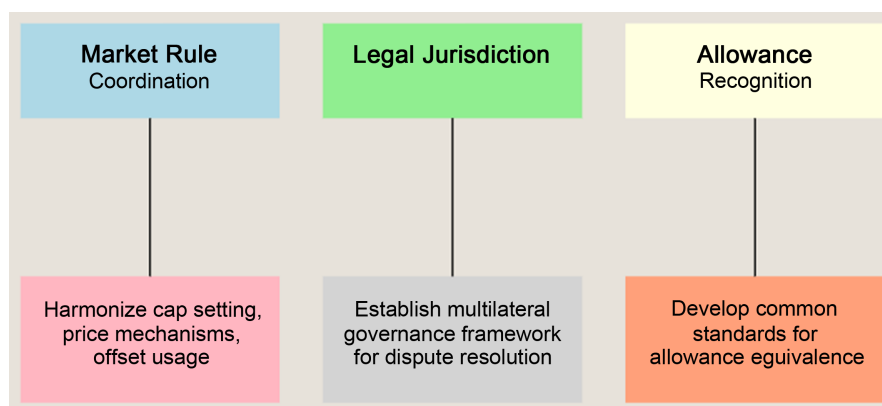 Market Rule
Coordination
Legal Jurisdiction
Allowance
Recognition
Harmonize cap setting,
price mechanisms,
offset usage
Establish multilateral
governance framework
for dispute resolution
Develop common
standards for
allowance eguivalence